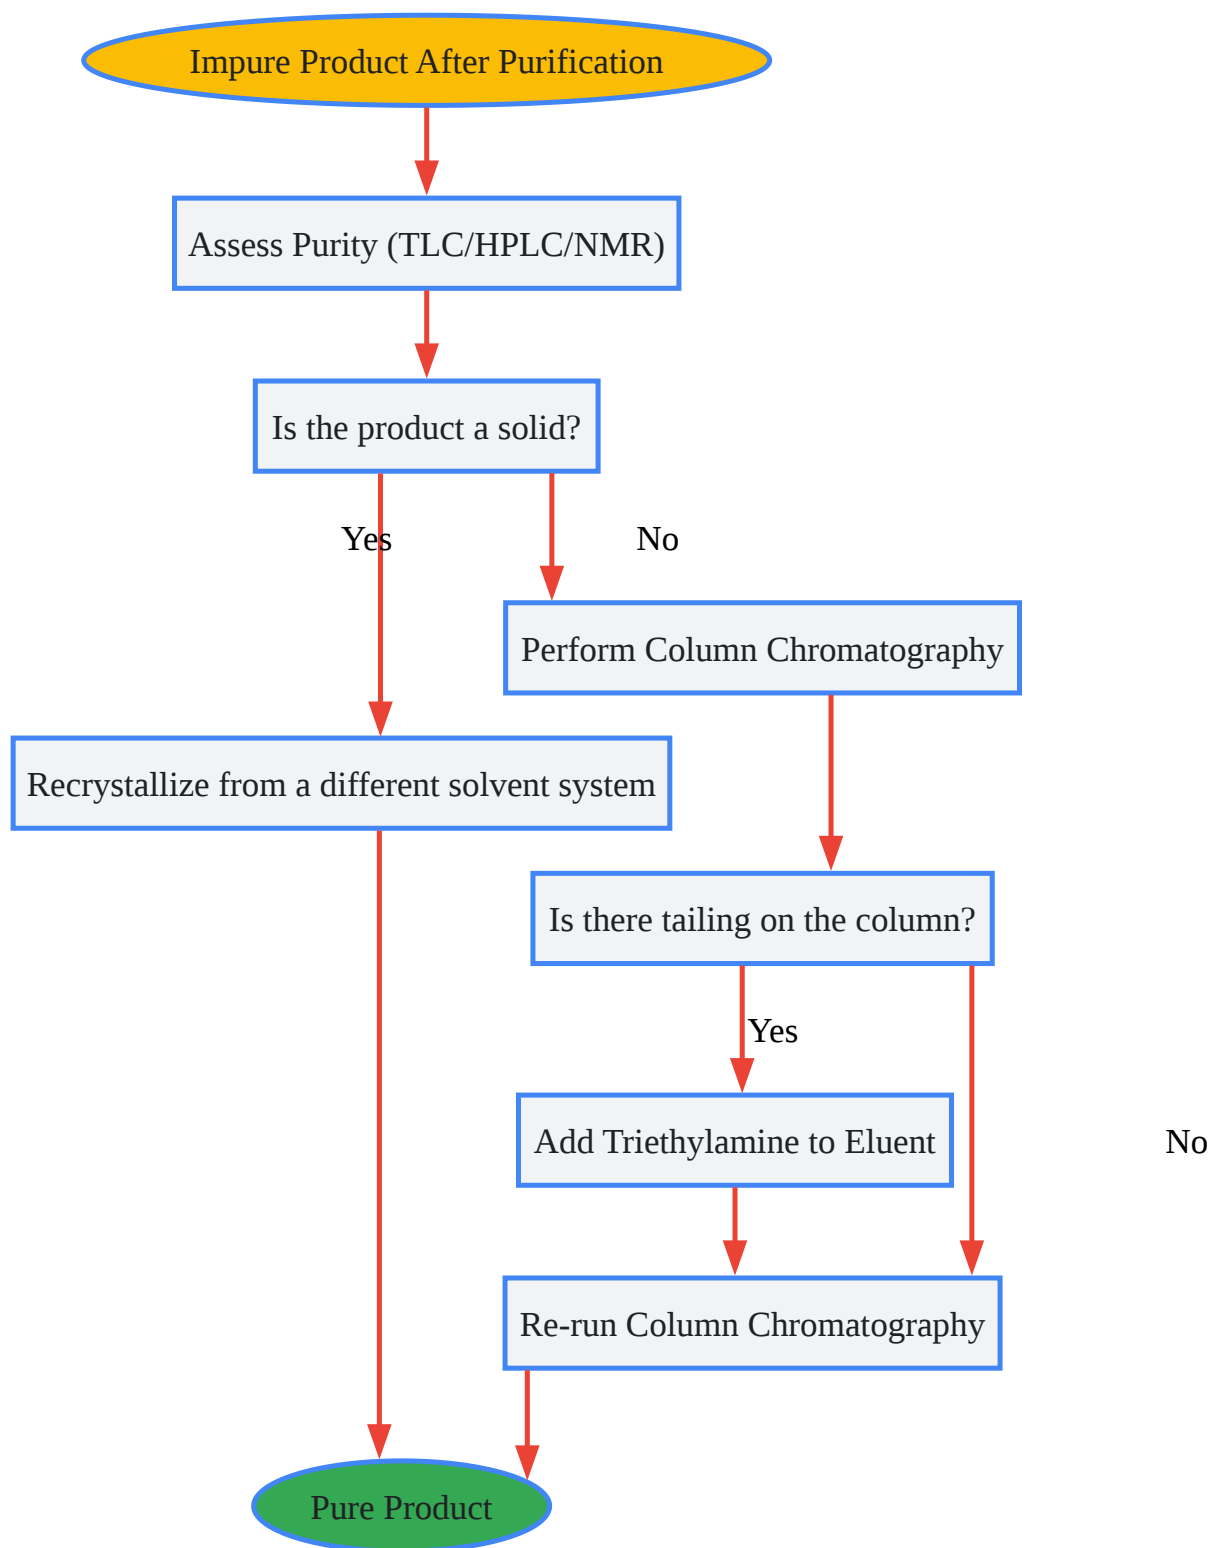 Impure Product After Purification
Assess Purity (TLC/HPLC/NMR)
Is the product a solid?
Yes
No
Perform Column Chromatography
Recrystallize from a different solvent system
Is there tailing on the column?
Yes
Add Triethylamine to Eluent
No
Re-run Column Chromatography
Pure Product